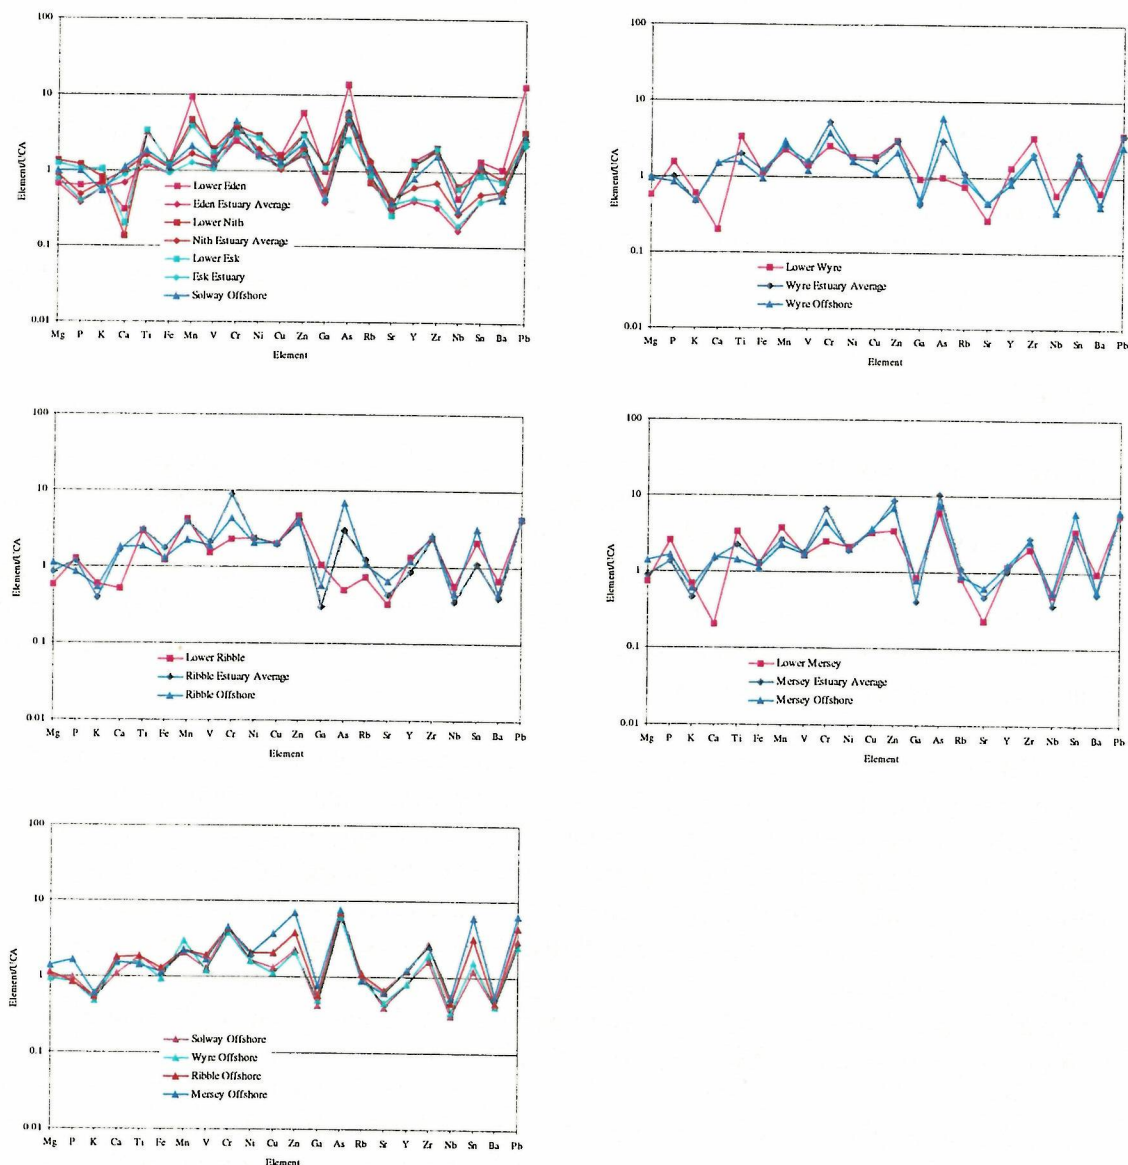 100
10
1
0.1
0.01
Element/UCA
Lower Eden
Eden Estuary Average
Lower Nith
Nith Estuary Average
Lower Esk
Esk Estuary
Solway Offshore
Mg P K Ca Ti Fe Mn V Cr Ni Cu Zn Ga As Rb Sr Y Zr Nb Sn Ba Pb
Element
100
10
1
0.1
0.01
Element/UCA
Lower Wyre
Wyre Estuary Average
Wyre Offshore
Mg P K Ca Ti Fe Mn V Cr Ni Cu Zn Ga As Rb Sr Y Zr Nb Sn Ba Pb
Element
100
10
1
0.1
0.01
Element/UCA
Lower Ribble
Ribble Estuary Average
Ribble Offshore
Mg P K Ca Ti Fe Mn V Cr Ni Cu Zn Ga As Rb Sr Y Zr Nb Sn Ba Pb
Element
100
10
1
0.1
0.01
Element/UCA
Lower Mersey
Mersey Estuary Average
Mersey Offshore
Mg P K Ca Ti Fe Mn V Cr Ni Cu Zn Ga As Rb Sr Y Zr Nb Sn Ba Pb
Element
100
10
1
0.1
0.01
Element/UCA
Solway Offshore
Wyre Offshore
Ribble Offshore
Mersey Offshore
Mg P K Ca Ti Fe Mn V Cr Ni Cu Zn Ga As Rb Sr Y Zr Nb Sn Ba Pb
Element